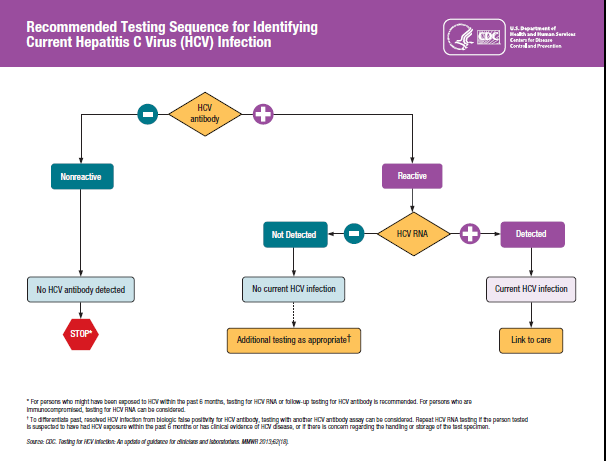 Recommended Testing Sequence for Identifying
Current Hepatitis C Virus (HCV) Infection
U.S. Department of
Health and Human Services
Centers for Disease
Control and Prevention
CDC
HCV
antibody
Nonreactive
Reactive
Not Detected
HCV RNA
Detected
No HCV antibody detected
No current HCV infection
Current HCV infection
STOP*
Additional testing as appropriate†
Link to care
* For persons who might have been exposed to HCV within the past 6 months, testing for HCV RNA or follow-up testing for HCV antibody is recommended. For persons who are
immunocompromised, testing for HCV RNA can be considered.
† To differentiate past, resolved HCV infection from biologic false positivity for HCV antibody, testing with another HCV antibody assay can be considered. Repeat HCV RNA testing if the person tested
is suspected to have had HCV exposure within the past 6 months or has clinical evidence of HCV disease, or if there is concern regarding the handling or storage of the test specimen.
Source: CDC. Testing for HCV infection: An update of guidance for clinicians and laboratorians. MMWR 2013;62(18).